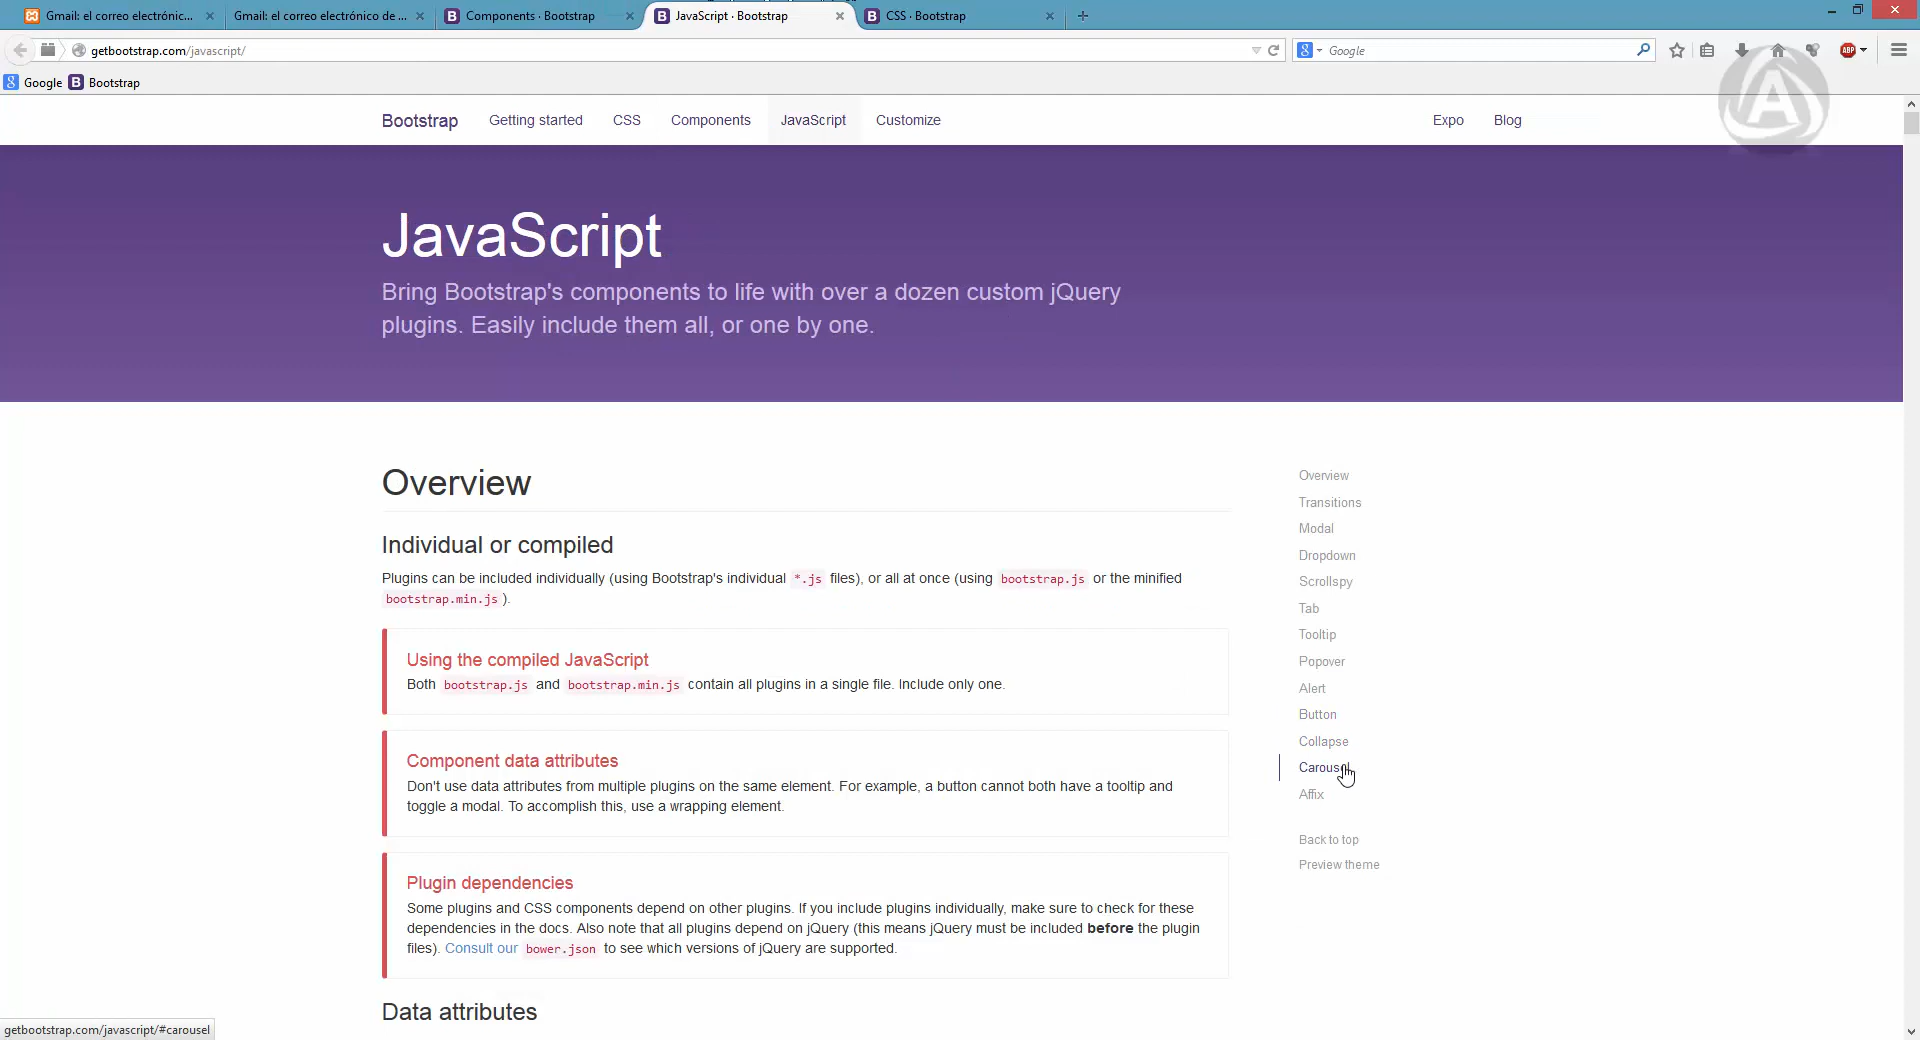 Gmail: el correo electrónic...
Gmail: el correo electrónico de ...
Components · Bootstrap
JavaScript · Bootstrap
CSS · Bootstrap
getbootstrap.com/javascript/
Google
ABP
Google
Bootstrap
Bootstrap
Getting started
CSS
Components
JavaScript
Customize
Expo
Blog
JavaScript
Bring Bootstrap's components to life with over a dozen custom jQuery
plugins. Easily include them all, or one by one.
Overview
Individual or compiled
Plugins can be included individually (using Bootstrap's individual *.js files), or all at once (using bootstrap.js or the minified
bootstrap.min.js ).
Using the compiled JavaScript
Both bootstrap.js and bootstrap.min.js contain all plugins in a single file. Include only one.
Component data attributes
Don't use data attributes from multiple plugins on the same element. For example, a button cannot both have a tooltip and
toggle a modal. To accomplish this, use a wrapping element.
Plugin dependencies
Some plugins and CSS components depend on other plugins. If you include plugins individually, make sure to check for these
dependencies in the docs. Also note that all plugins depend on jQuery (this means jQuery must be included before the plugin
files). Consult our bower.json to see which versions of jQuery are supported.
Data attributes
Overview
Transitions
Modal
Dropdown
Scrollspy
Tab
Tooltip
Popover
Alert
Button
Collapse
Carousel
Affix
Back to top
Preview theme
getbootstrap.com/javascript/#carousel